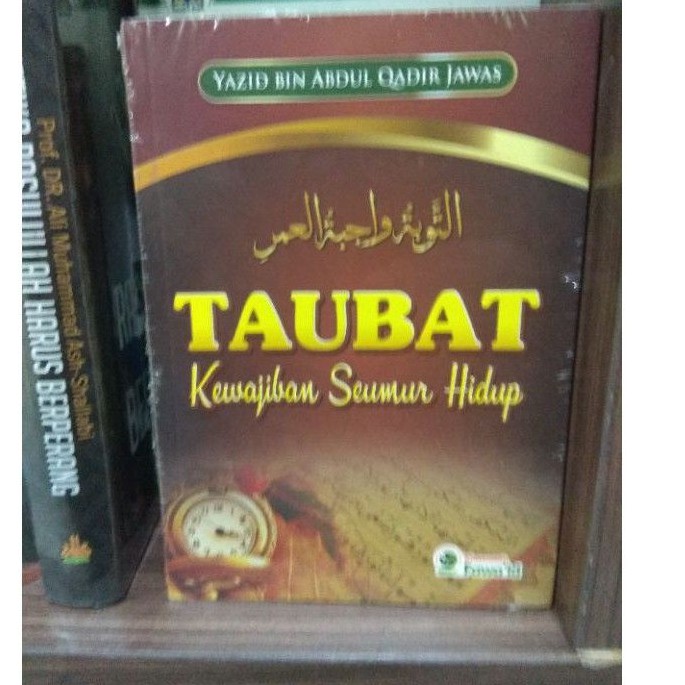 YAZID BIN ABDUL QADIR JAWAS
التوبة واجبة العمر
TAUBAT
Kewajiban Seumur Hidup
Prof. DR. Ali Muhammad Ash-Shallabi
HARUS BERPERANG